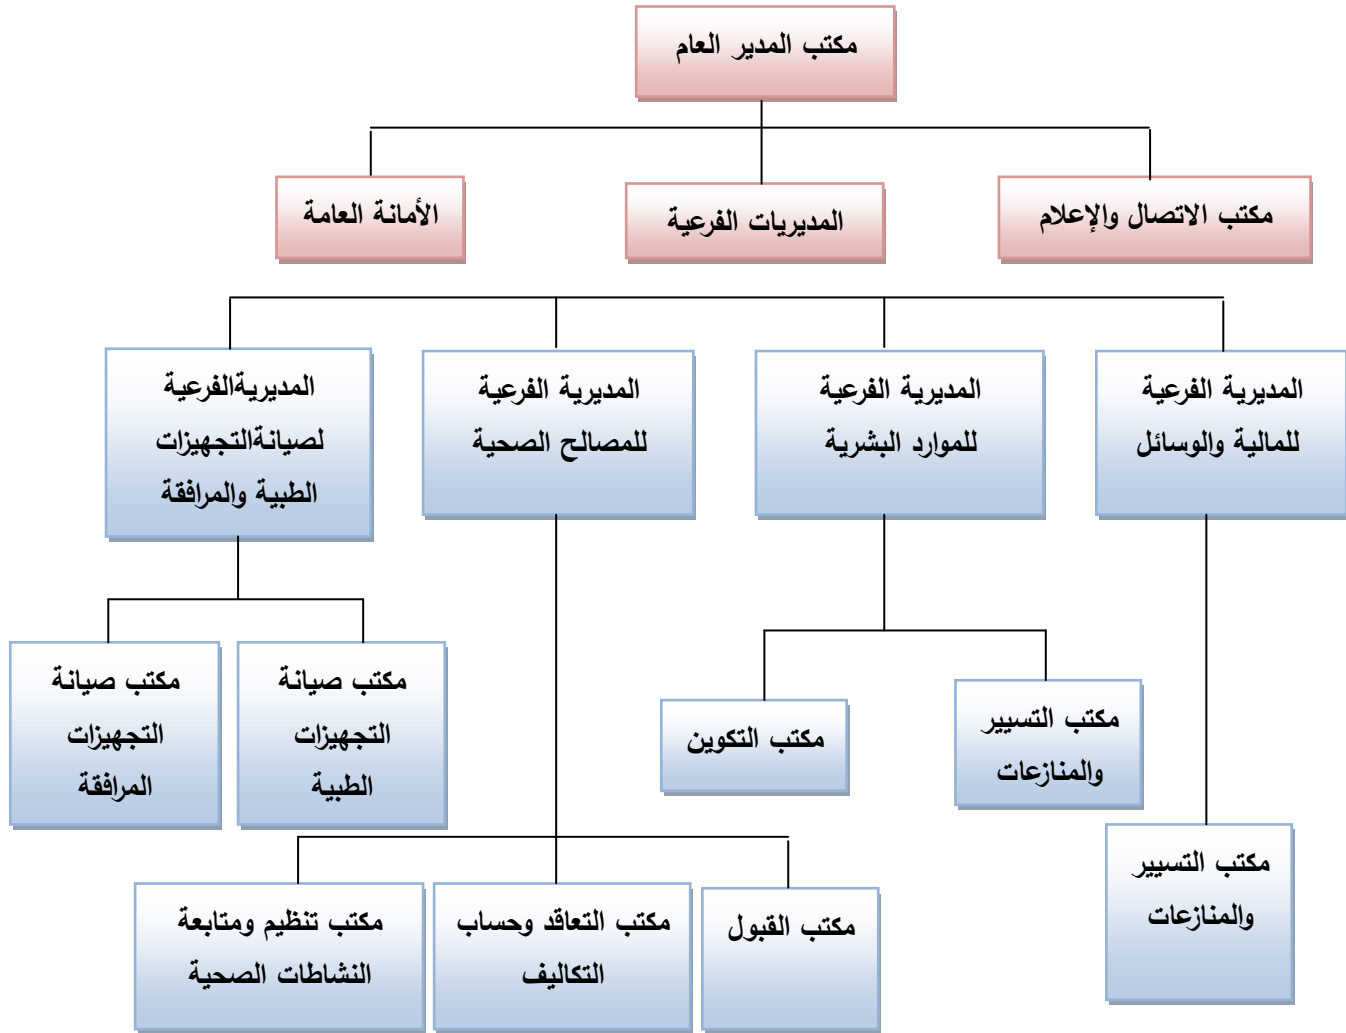 مكتب المدير العام
مكتب الاتصال والإعلام
المديريات الفرعية
الأمانة العامة
المديرية الفرعية
للمالية والوسائل
المديرية الفرعية
للموارد البشرية
المديرية الفرعية
للمصالح الصحية
المديريةالفرعية
لصيانةالتجهيزات
الطبية والمرافقة
مكتب التسيير
والمنازعات
مكتب التكوين
مكتب صيانة
التجهيزات
الطبية
مكتب صيانة
التجهيزات
المرافقة
مكتب التسيير
والمنازعات
مكتب القبول
مكتب التعاقد وحساب
التكاليف
مكتب تنظيم ومتابعة
النشاطات الصحية